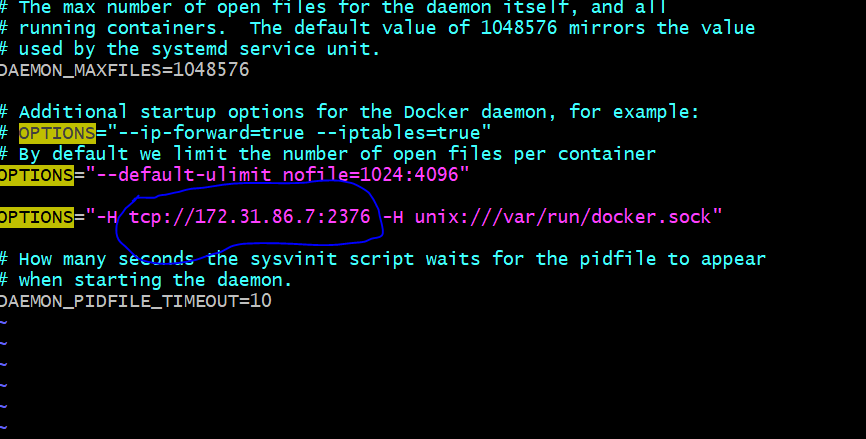 # The max number of open files for the daemon itself, and all
# running containers.  The default value of 1048576 mirrors the value
# used by the systemd service unit.
DAEMON_MAXFILES=1048576
# Additional startup options for the Docker daemon, for example:
# OPTIONS="--ip-forward=true --iptables=true"
# By default we limit the number of open files per container
OPTIONS="--default-ulimit nofile=1024:4096"
OPTIONS="-H tcp://172.31.86.7:2376 -H unix:///var/run/docker.sock"
# How many seconds the sysvinit script waits for the pidfile to appear
# when starting the daemon.
DAEMON_PIDFILE_TIMEOUT=10
~
~
~
~
~
~